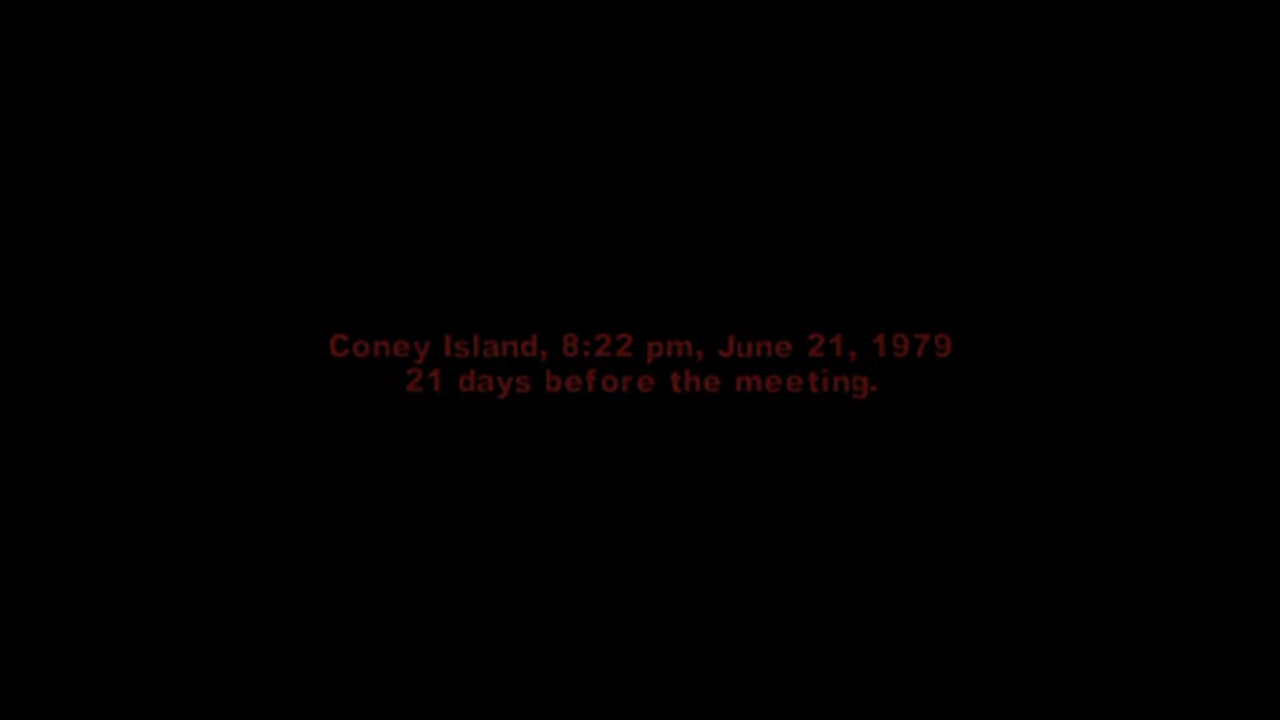 Coney Island, 8:22 pm, June 21, 1979
21 days before the meeting.